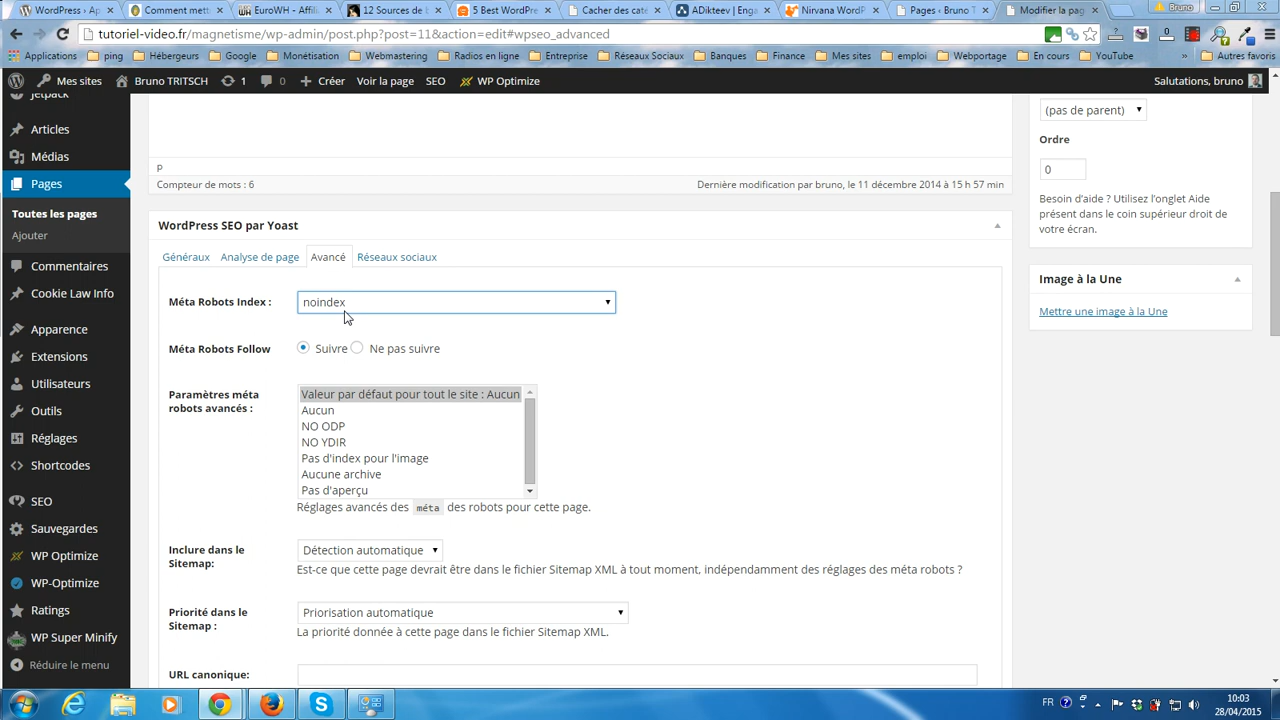 WordPress › Ap
Comment mett
EuroWH - Affilia
12 Sources de b
5 Best WordPre
Cacher des caté
ADikteev | Enga
Nirvana WordP
Pages ‹ Bruno T
Modifier la pag
Bruno
tutoriel-video.fr/magnetisme/wp-admin/post.php?post=11&action=edit#wpseo_advanced
Applications
ping
Hébergeurs
Google
Monétisation
Webmastering
Radios en ligne
Entreprise
Réseaux Sociaux
Banques
Finance
Mes sites
emploi
Webportage
En cours
YouTube
»
Autres favoris
Mes sites
Bruno TRITSCH
1
0
Créer
Voir la page
SEO
WP Optimize
Salutations, bruno
Jetpack
Articles
Médias
Pages
Toutes les pages
Ajouter
Commentaires
Cookie Law Info
Apparence
Extensions
Utilisateurs
Outils
Réglages
Shortcodes
SEO
Sauvegardes
WP Optimize
WP-Optimize
Ratings
WP Super Minify
Réduire le menu
p
Compteur de mots : 6
Dernière modification par bruno, le 11 décembre 2014 à 15 h 57 min
WordPress SEO par Yoast
Généraux
Analyse de page
Avancé
Réseaux sociaux
Méta Robots Index :
noindex
Méta Robots Follow
Suivre
Ne pas suivre
Paramètres méta
robots avancés :
Valeur par défaut pour tout le site : Aucun
Aucun
NO ODP
NO YDIR
Pas d'index pour l'image
Aucune archive
Pas d'aperçu
Réglages avancés des méta des robots pour cette page.
Inclure dans le
Sitemap:
Détection automatique
Est-ce que cette page devrait être dans le fichier Sitemap XML à tout moment, indépendamment des réglages des méta robots ?
Priorité dans le
Sitemap :
Priorisation automatique
La priorité donnée à cette page dans le fichier Sitemap XML.
URL canonique:
(pas de parent)
Ordre
0
Besoin d'aide ? Utilisez l'onglet Aide
présent dans le coin supérieur droit de
votre écran.
Image à la Une
Mettre une image à la Une
FR
10:03
28/04/2015